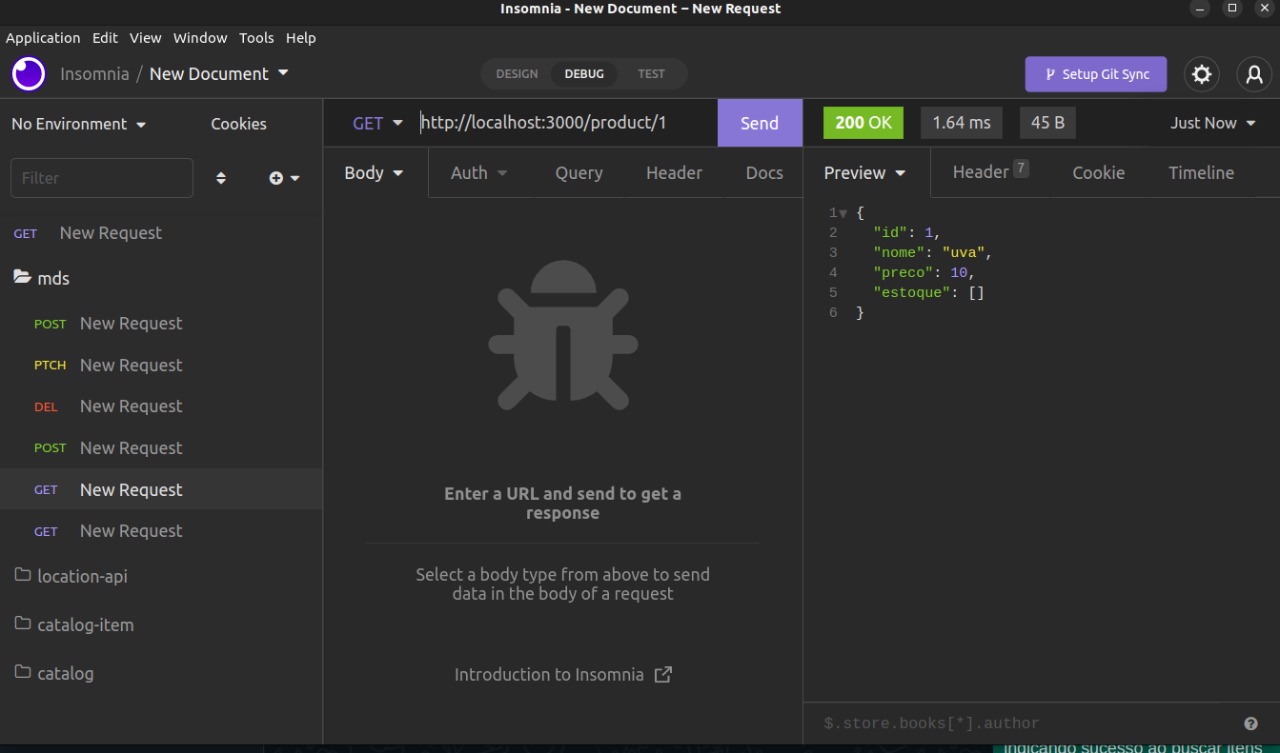 Insomnia - New Document – New Request
Application Edit View Window Tools Help
Insomnia / New Document
DESIGN DEBUG TEST
Setup Git Sync
No Environment
Cookies
GET http://localhost:3000/product/1
Send
200 OK
1.64 ms
45 B
Just Now
Filter
Body Auth Query Header Docs
Preview Header 7 Cookie Timeline
GET New Request
mds
POST New Request
PTCH New Request
DEL New Request
POST New Request
GET New Request
GET New Request
location-api
catalog-item
catalog
Enter a URL and send to get a
response
Select a body type from above to send
data in the body of a request
Introduction to Insomnia
1 {
2 "id": 1,
3 "nome": "uva",
4 "preco": 10,
5 "estoque": []
6 }
$.store.books[*].author
indicando sucesso ao buscar itens